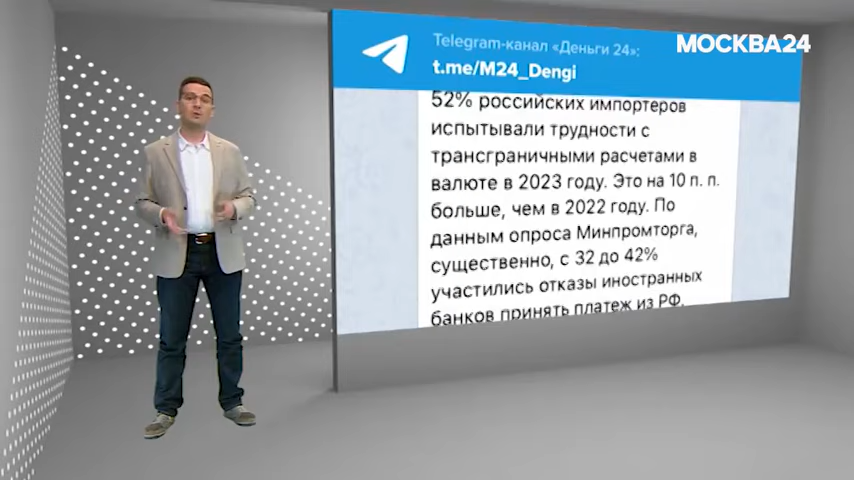 Telegram-канал «Деньги 24»:
МОСКВА24
t.me/M24_Dengi
52% российских импортеров
испытывали трудности с
трансграничными расчетами в
валюте в 2023 году. Это на 10 п. п.
больше, чем в 2022 году. По
данным опроса Минпромторга,
существенно, с 32 до 42%
участились отказы иностранных
банков принять платеж из РФ.